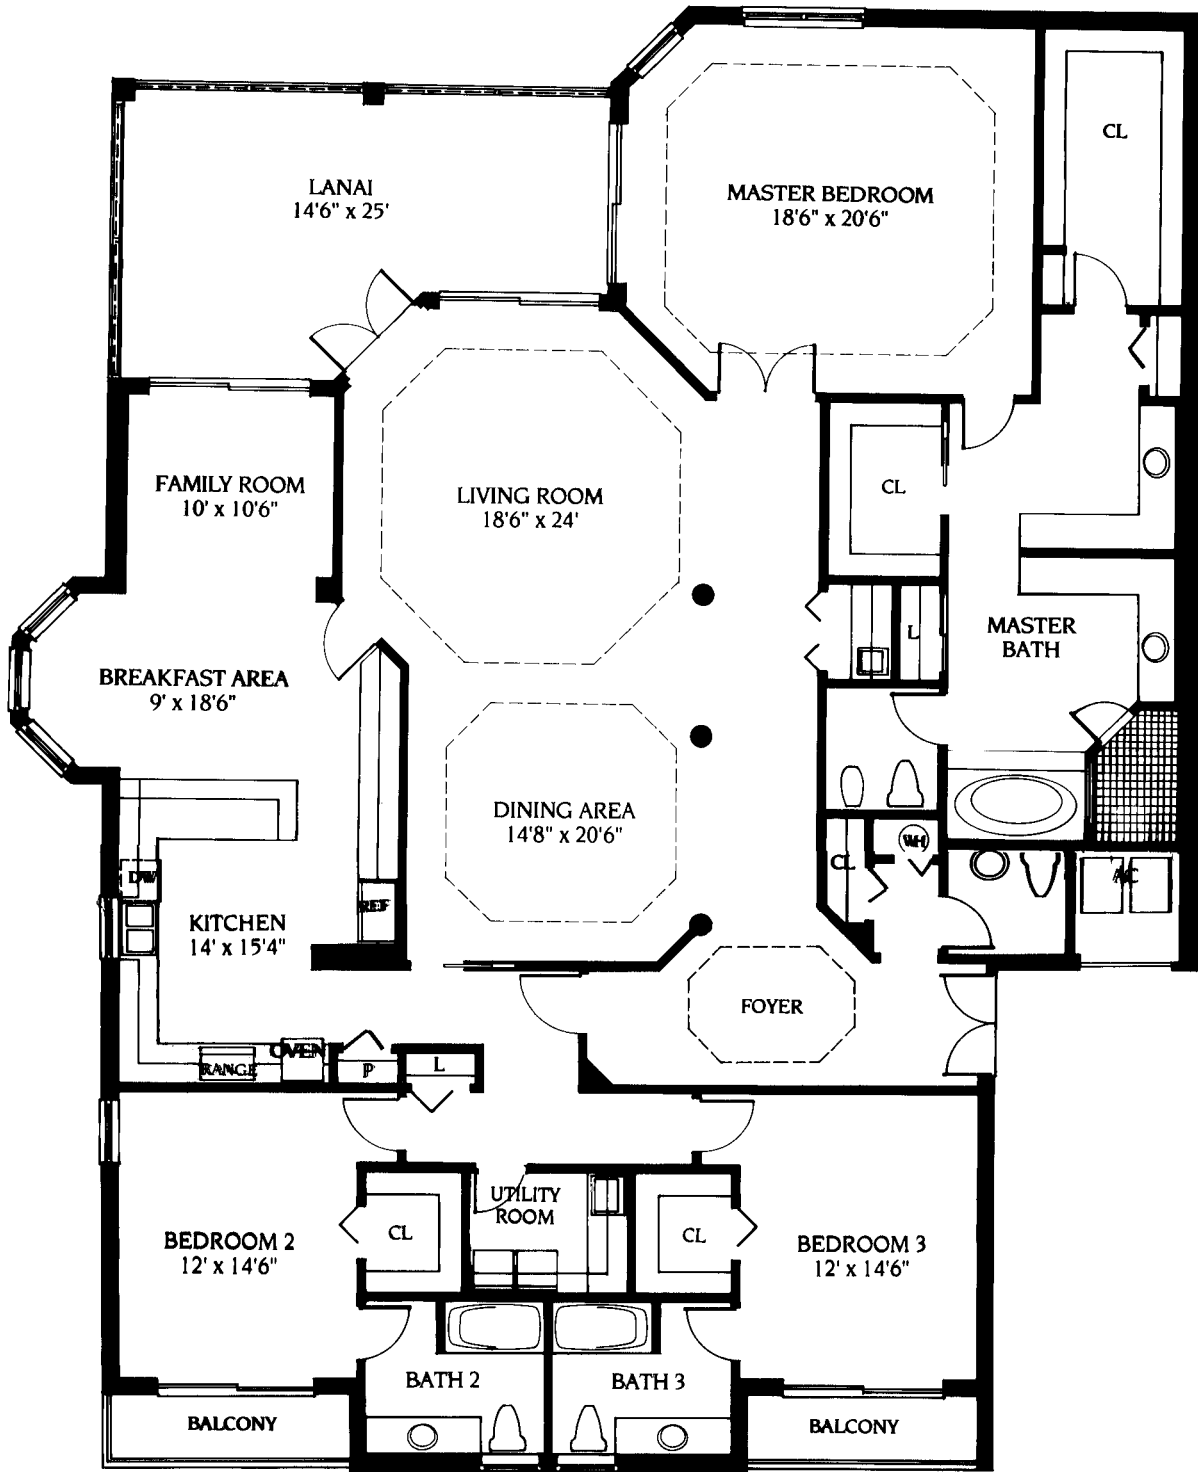 CL
LANAI
14'6" x 25'
MASTER BEDROOM
18'6" x 20'6"
FAMILY ROOM
10' x 10'6"
LIVING ROOM
18'6" x 24'
CL
L
MASTER
BATH
BREAKFAST AREA
9' x 18'6"
DINING AREA
14'8" x 20'6"
CL
WH
AC
DW
REF
KITCHEN
14' x 15'4"
FOYER
OVEN
RANGE
P
L
UTILITY
ROOM
CL
CL
BEDROOM 2
12' x 14'6"
BEDROOM 3
12' x 14'6"
BATH 2
BATH 3
BALCONY
BALCONY